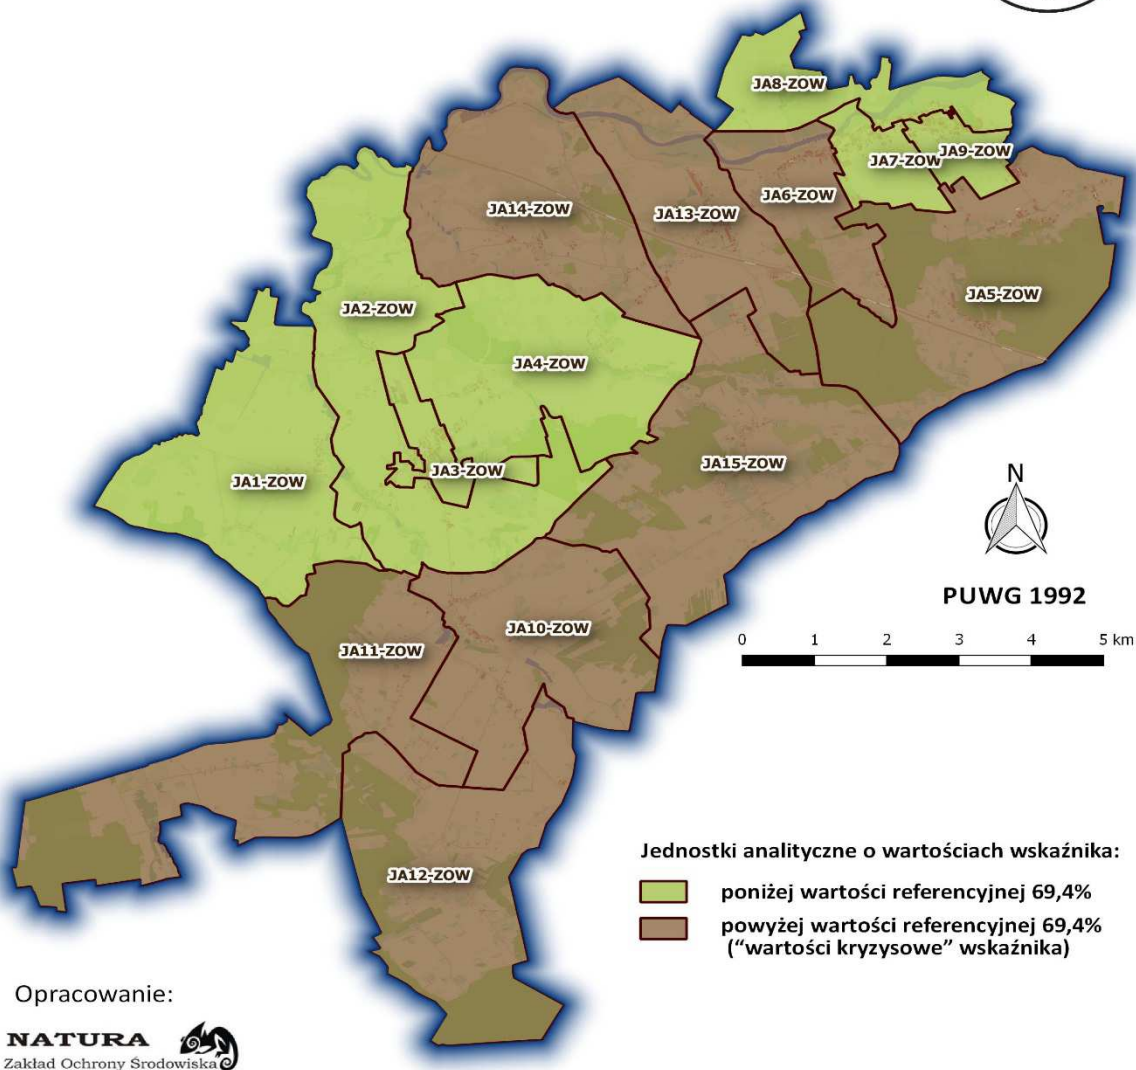 JA8-ZOW
JA7-ZOW
JA9-ZOW
JA14-ZOW
JA13-ZOW
JA6-ZOW
JA2-ZOW
JA5-ZOW
JA4-ZOW
JA3-ZOW
JA1-ZOW
JA15-ZOW
N
PUWG 1992
0 1 2 3 4 5 km
JA10-ZOW
JA11-ZOW
JA12-ZOW
Jednostki analityczne o wartościach wskaźnika:
poniżej wartości referencyjnej 69,4%
powyżej wartości referencyjnej 69,4%
("wartości kryzysowe” wskaźnika)
Opracowanie:
NATURA
Zakład Ochrony Środowiska